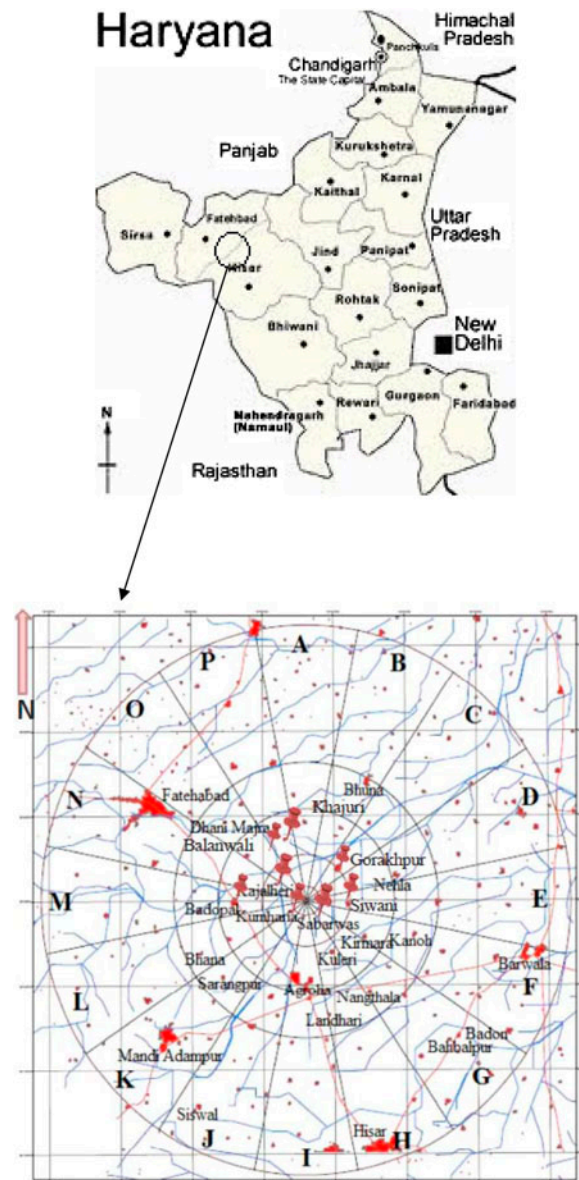 Haryana
Himachal
Pradesh
Panchkula
Chandigarh
The State Capital
Ambala
Yamunanagar
Panjab
Kurukshetra
Kaithal
Karnal
Uttar
Pradesh
Sirsa
Fatehbad
Hisar
Jind
Panipat
Rohtak
Sonipat
Bhiwani
New
Delhi
Jhajjar
Mahendragarh
(Narnaul)
Rewari
Gurgaon
Faridabad
N
Rajasthan
N
A
P
B
O
C
N
Fatehabad
Bhuna
D
Khajuri
Dhani Majra
Balanwali
Gorakhpur
M
Kajalheri
Nehla
E
Badopal
Kumharia
Siwani
Sabarwas
Kirmara
Kanoh
Bhana
Kuleri
Barwala
L
Sarangpur
Agroha
Nangthala
F
Landhari
Badon
Mandi Adampur
Bahbalpur
K
G
Siswal
J
Hisar
H
I